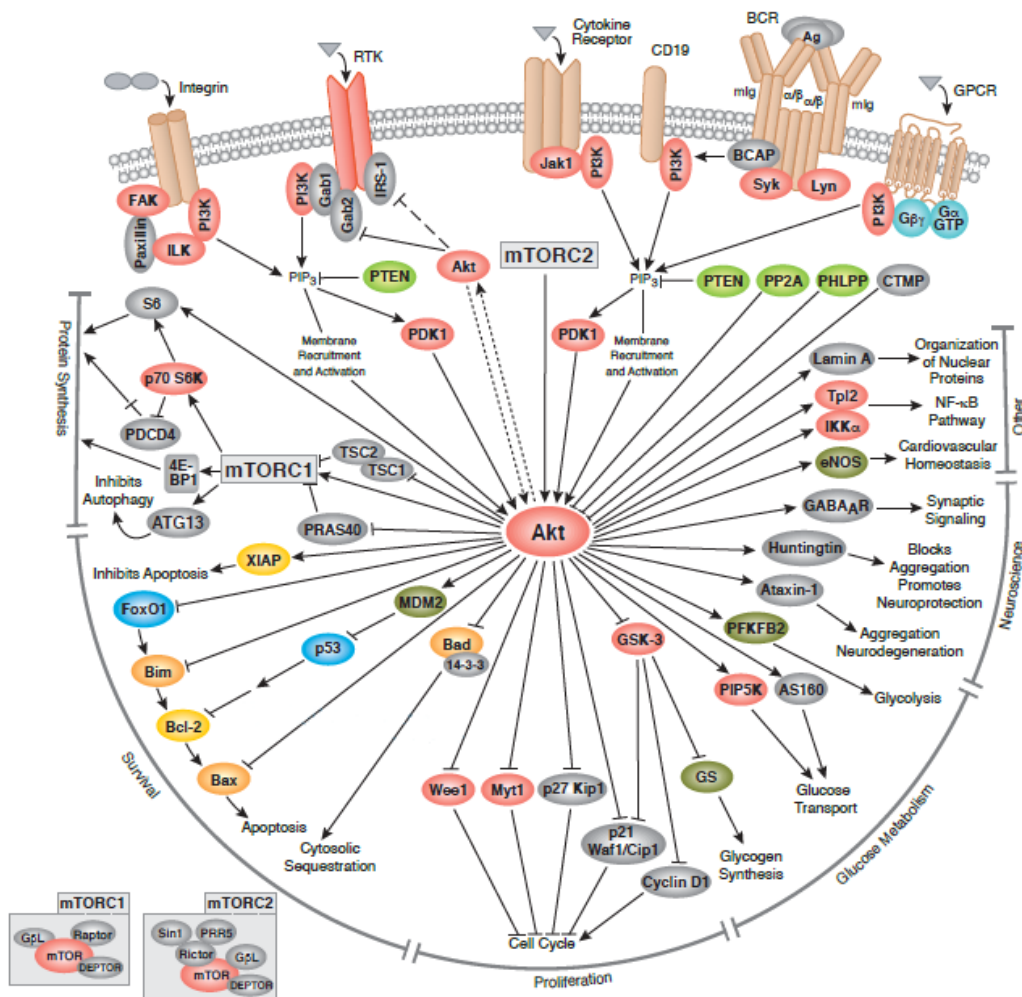 BCR
Ag
Cytokine
Receptor
CD19
RTK
Integrin
mIg
α/β
α/β
mIg
GPCR
FAK
PI3K
Paxillin
ILK
PI3K
Gab1
Gab2
IRS-1
Jak1
PI3K
PI3K
BCAP
Syk
Lyn
PI3K
Gβγ
Gα
GTP
Akt
mTORC2
PIP3
PTEN
PIP3
PTEN
PP2A
PHLPP
CTMP
S6
Protein Synthesis
PDK1
PDK1
Membrane
Recruitment
and Activation
Membrane
Recruitment
and Activation
p70 S6K
PDCD4
4E-
BP1
mTORC1
TSC2
TSC1
Inhibits
Autophagy
ATG13
PRAS40
Akt
Lamin A
Organization
of Nuclear
Proteins
Tpl2
IKKα
NF-κB
Pathway
Other
eNOS
Cardiovascular
Homeostasis
GABAAR
Synaptic
Signaling
Huntingtin
Blocks
Aggregation
Promotes
Neuroprotection
Neuroscience
Ataxin-1
Aggregation
Neurodegeneration
XIAP
Inhibits Apoptosis
FoxO1
MDM2
p53
Bad
14-3-3
GSK-3
PFKFB2
Glycolysis
Bim
PIP5K
AS160
Bcl-2
Bax
Survival
Apoptosis
Cytosolic
Sequestration
Wee1
Myt1
p27 Kip1
p21
Waf1/Cip1
GS
Glucose
Transport
Glycogen
Synthesis
Cyclin D1
Glucose Metabolism
Cell Cycle
Proliferation
mTORC1
GβL
Raptor
mTOR
DEPTOR
mTORC2
Sin1
PRR5
Rictor
GβL
mTOR
DEPTOR